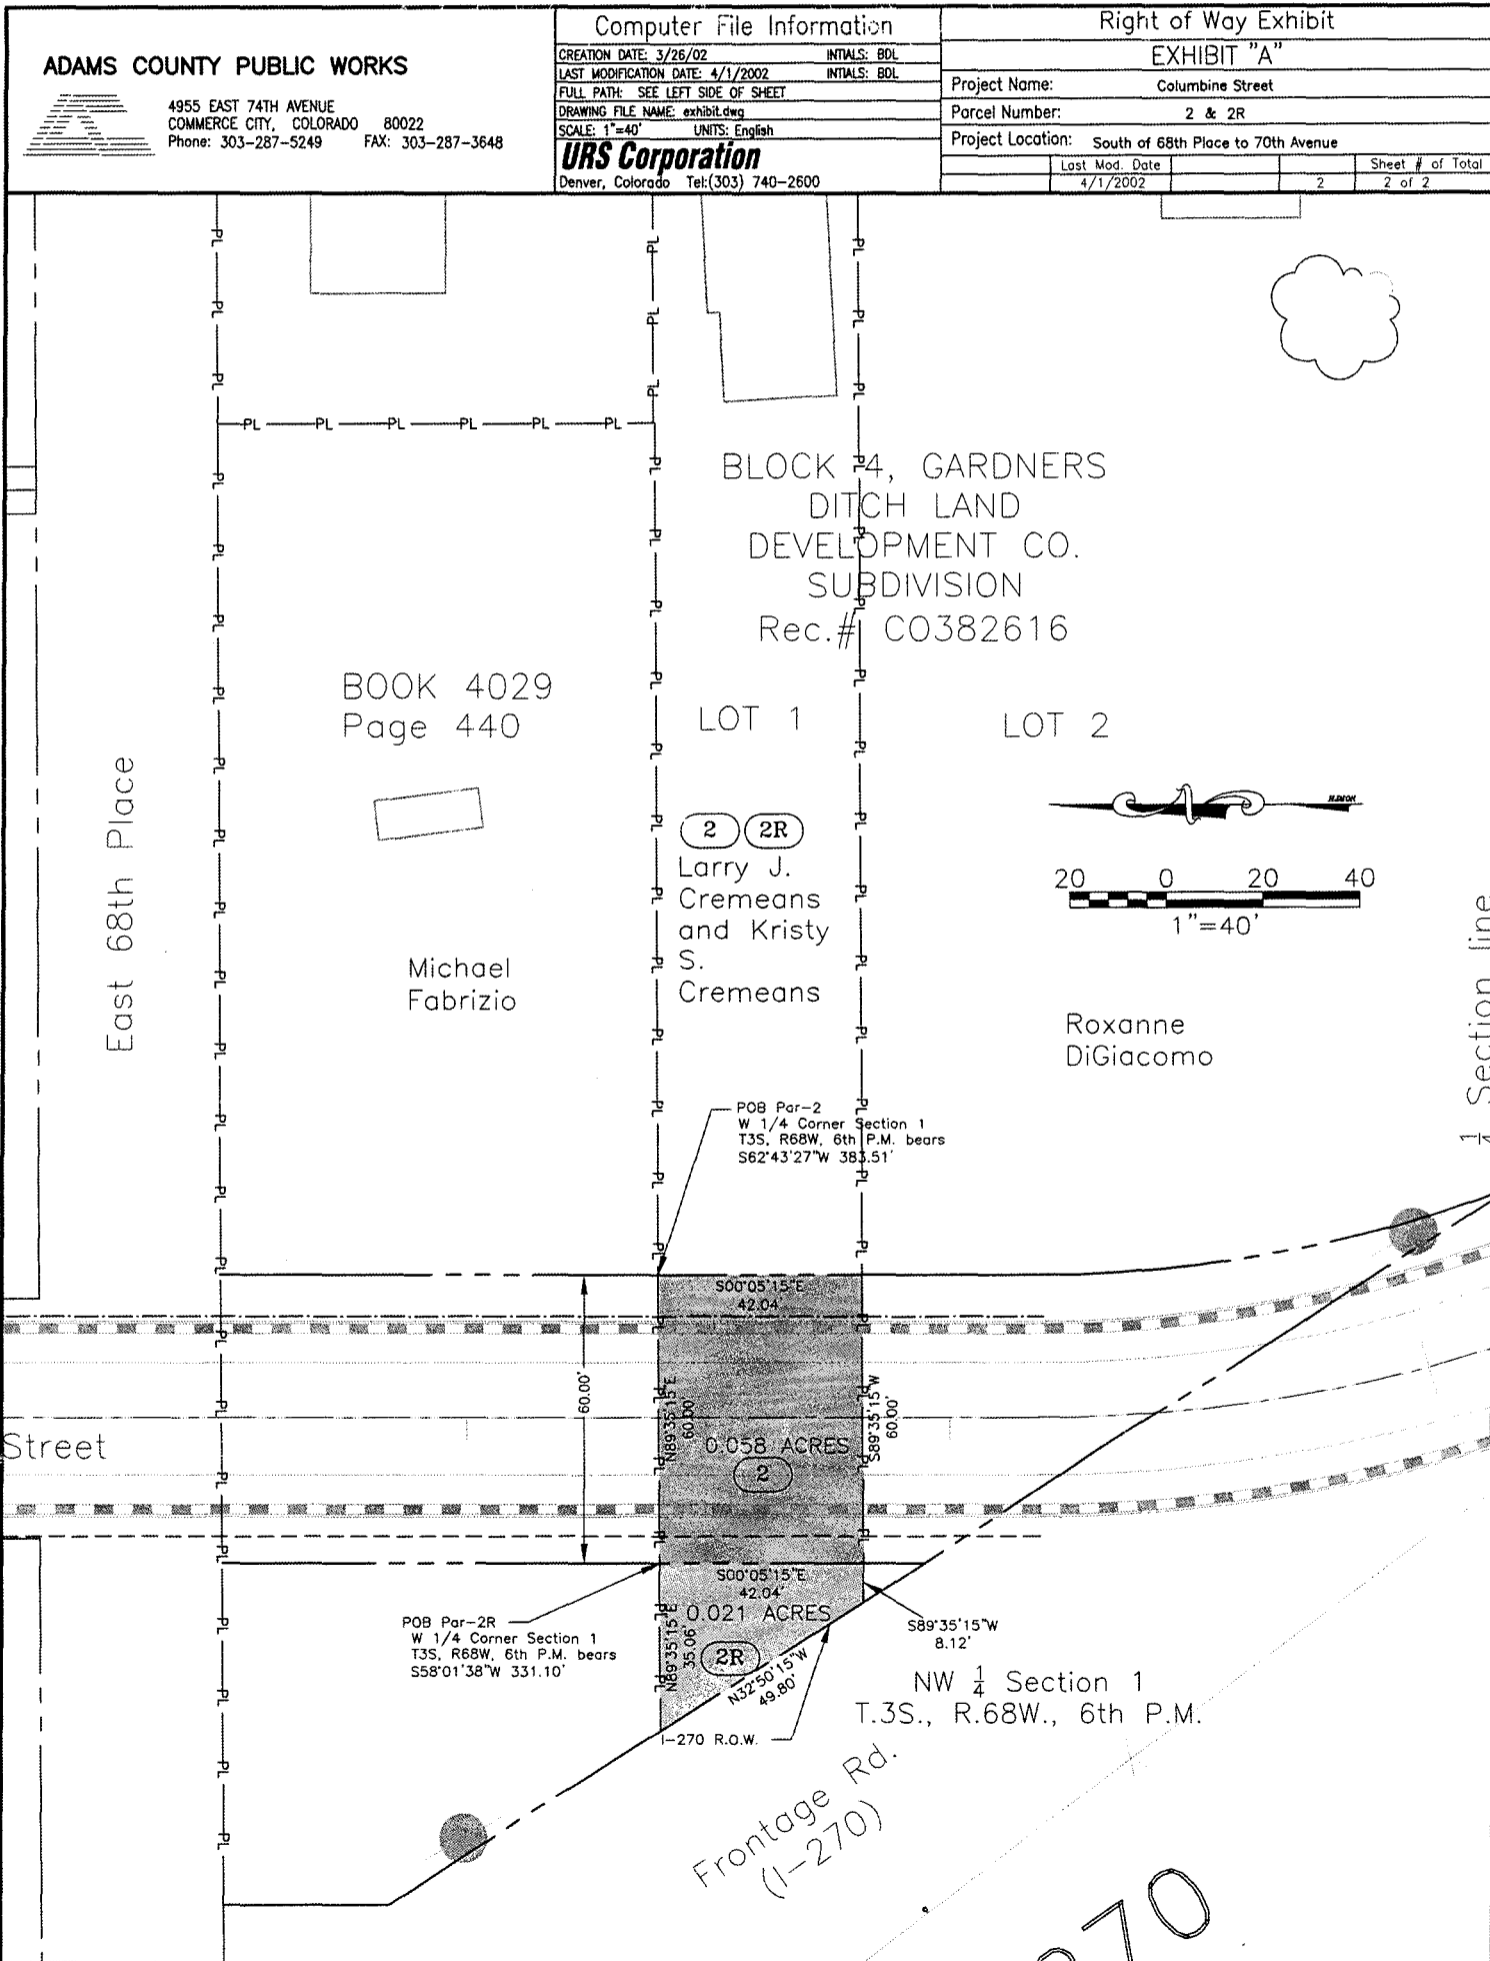 ADAMS COUNTY PUBLIC WORKS
4955 EAST 74TH AVENUE
COMMERCE CITY, COLORADO 80022
Phone: 303-287-5249 FAX: 303-287-3648
Computer File Information
CREATION DATE: 3/26/02 INTIALS: BDL
LAST MODIFICATION DATE: 4/1/2002 INTIALS: BDL
FULL PATH: SEE LEFT SIDE OF SHEET
DRAWING FILE NAME: exhibit.dwg
SCALE: 1"=40' UNITS: English
URS Corporation
Denver, Colorado Tel:(303) 740-2600
Right of Way Exhibit
EXHIBIT "A"
Project Name: Columbine Street
Parcel Number: 2 & 2R
Project Location: South of 68th Place to 70th Avenue
Last Mod. Date Sheet # of Total
4/1/2002 2 2 of 2
PL PL PL PL PL PL
BLOCK 4, GARDNERS
DITCH LAND
DEVELOPMENT CO.
SUBDIVISION
Rec.# CO382616
BOOK 4029
Page 440
LOT 1
LOT 2
East 68th Place
2 2R
Larry J.
Cremeans
and Kristy
S.
Cremeans
Michael
Fabrizio
20 0 20 40
1"=40'
Roxanne
DiGiacomo
1/4 Section line
POB Par-2
W 1/4 Corner Section 1
T3S, R68W, 6th P.M. bears
S62°43'27"W 383.51'
S00°05'15"E
42.04'
60.00'
N89°35'15"E
60.00'
S89°35'15"W
60.00'
0.058 ACRES
2
Street
S00°05'15"E
42.04'
0.021 ACRES
2R
N89°35'15"E
35.06'
N32°50'15"W
49.80'
S89°35'15"W
8.12'
POB Par-2R
W 1/4 Corner Section 1
T3S, R68W, 6th P.M. bears
S58°01'38"W 331.10'
I-270 R.O.W.
NW 1/4 Section 1
T.3S., R.68W., 6th P.M.
Frontage Rd.
(I-270)
270